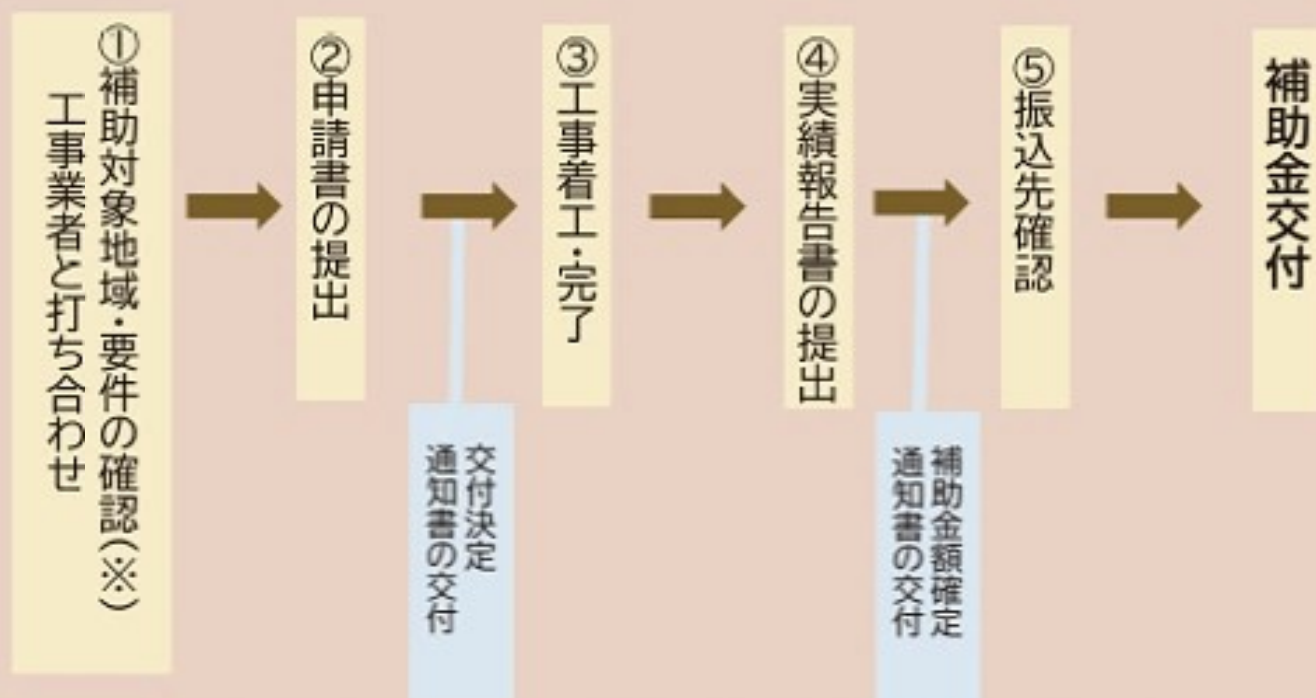 ①補助対象地域・要件の確認(※)
工事業者と打ち合わせ
②申請書の提出
交付決定
通知書の交付
③工事着工・完了
④実績報告書の提出
補助金額確定
通知書の交付
⑤振込先確認
補助金交付